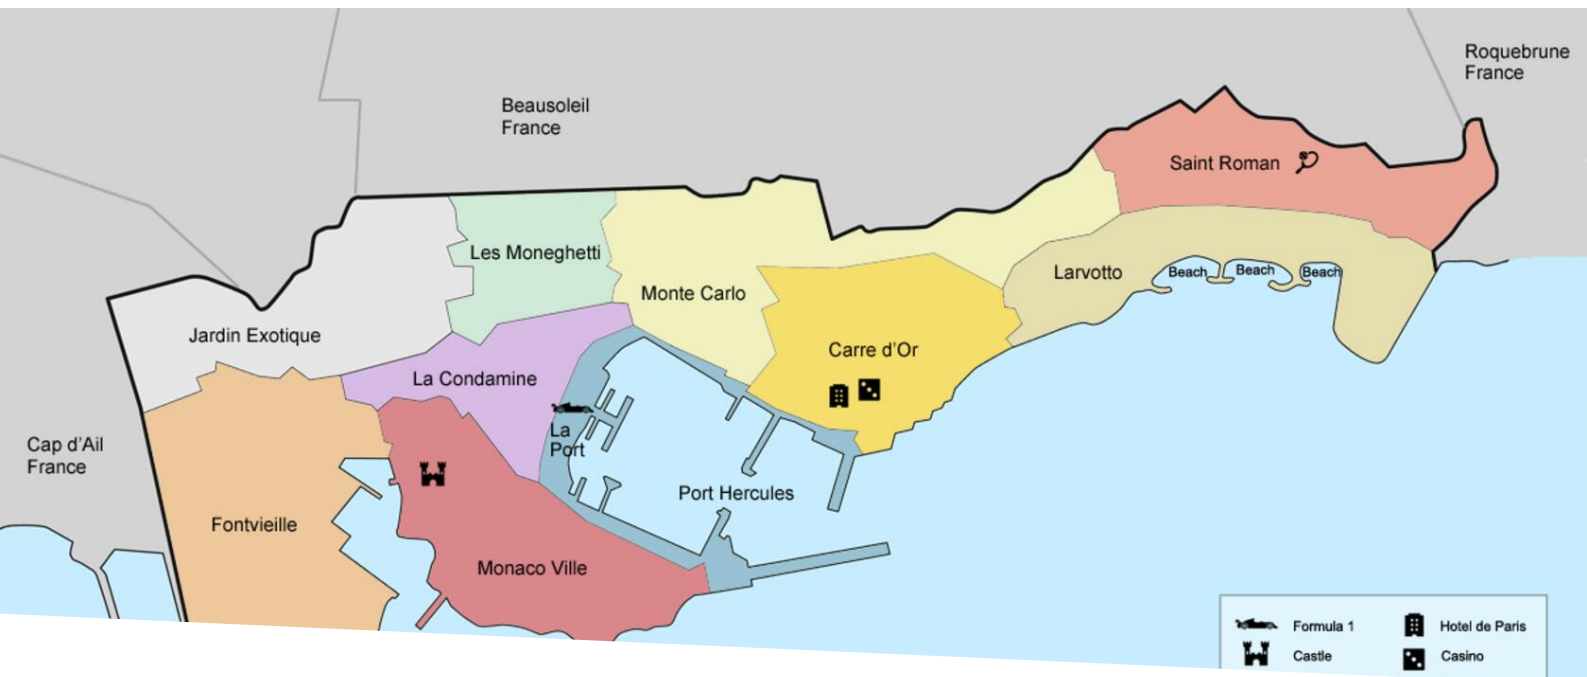 Roquebrune
France
Beausoleil
France
Saint Roman
Les Moneghetti
Larvotto
Beach
Beach
Beach
Monte Carlo
Jardin Exotique
Carre d'Or
La Condamine
La
Port
Cap d'Ail
France
Port Hercules
Fontvieille
Monaco Ville
Formula 1
Hotel de Paris
Castle
Casino